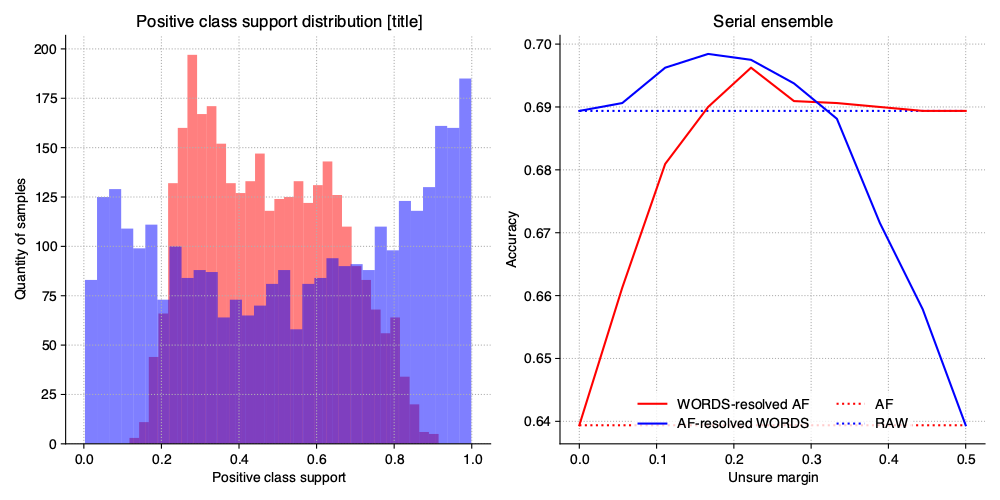 Positive class support distribution [title]
Quantity of samples
200
175
150
125
100
75
50
25
0
0.0 0.2 0.4 0.6 0.8 1.0
Positive class support
Serial ensemble
Accuracy
0.70
0.69
0.68
0.67
0.66
0.65
0.64
WORDS-resolved AF
AF-resolved WORDS
AF
RAW
0.0 0.1 0.2 0.3 0.4 0.5
Unsure margin